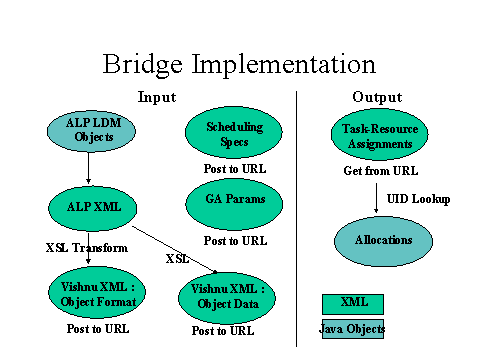 Bridge Implementation
Input
Output
ALP LDM
Objects
Scheduling
Specs
Post to URL
Task-Resource
Assignments
Get from URL
ALP XML
GA Params
Post to URL
UID Lookup
Allocations
XSL Transform
XSL
Vishnu XML :
Object Format
Post to URL
Vishnu XML :
Object Data
Post to URL
XML
Java Objects